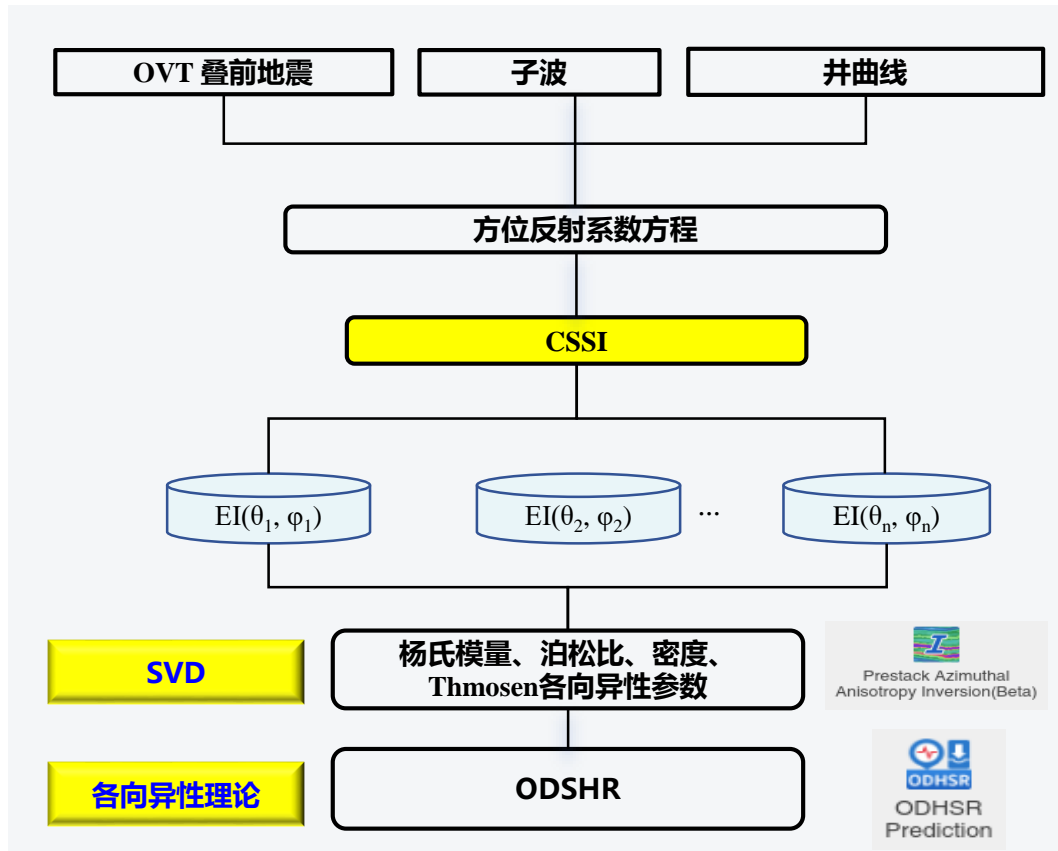 OVT 叠前地震
子波
井曲线
方位反射系数方程
CSSI
EI(θ₁, φ₁)
EI(θ₂, φ₂)
...
EI(θₙ, φₙ)
SVD
杨氏模量、泊松比、密度、
Thmosen各向异性参数
I
Prestack Azimuthal
Anisotropy Inversion(Beta)
各向异性理论
ODSHR
ODHSR
ODHSR
Prediction